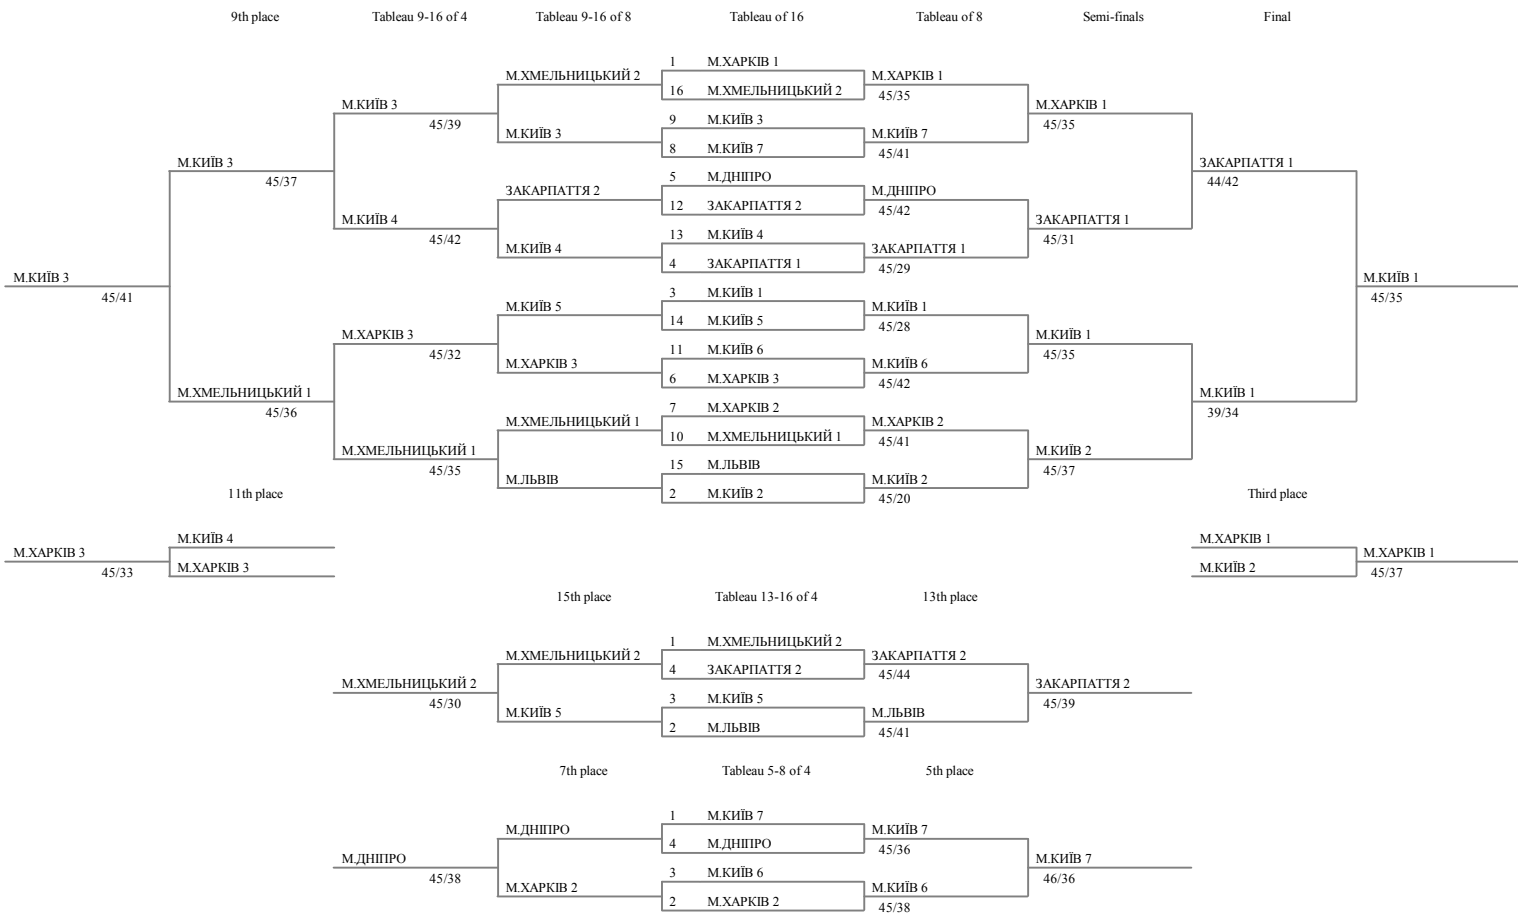 9th place Tableau 9-16 of 4 Tableau 9-16 of 8 Tableau of 16 Tableau of 8 Semi-finals Final
1 М.ХАРКІВ 1
М.ХМЕЛЬНИЦЬКИЙ 2 М.ХАРКІВ 1
16 М.ХМЕЛЬНИЦЬКИЙ 2 45/35
М.КИЇВ 3 М.ХАРКІВ 1
45/39 9 М.КИЇВ 3 45/35
М.КИЇВ 3 М.КИЇВ 7
8 М.КИЇВ 7 45/41
М.КИЇВ 3 ЗАКАРПАТТЯ 1
45/37 5 М.ДНІПРО 44/42
ЗАКАРПАТТЯ 2 М.ДНІПРО
12 ЗАКАРПАТТЯ 2 45/42
М.КИЇВ 4 ЗАКАРПАТТЯ 1
45/42 13 М.КИЇВ 4 45/31
М.КИЇВ 4 ЗАКАРПАТТЯ 1
4 ЗАКАРПАТТЯ 1 45/29
М.КИЇВ 3 М.КИЇВ 1
45/41 3 М.КИЇВ 1 45/35
М.КИЇВ 5 М.КИЇВ 1
14 М.КИЇВ 5 45/28
М.ХАРКІВ 3 М.КИЇВ 1
45/32 11 М.КИЇВ 6 45/35
М.ХАРКІВ 3 М.КИЇВ 6
6 М.ХАРКІВ 3 45/42
М.ХМЕЛЬНИЦЬКИЙ 1 М.КИЇВ 1
45/36 7 М.ХАРКІВ 2 39/34
М.ХМЕЛЬНИЦЬКИЙ 1 М.ХАРКІВ 2
10 М.ХМЕЛЬНИЦЬКИЙ 1 45/41
М.ХМЕЛЬНИЦЬКИЙ 1 М.КИЇВ 2
45/35 15 М.ЛЬВІВ 45/37
М.ЛЬВІВ М.КИЇВ 2
11th place 2 М.КИЇВ 2 45/20 Third place
М.КИЇВ 4 М.ХАРКІВ 1
М.ХАРКІВ 3 М.ХАРКІВ 1
45/33 М.ХАРКІВ 3 М.КИЇВ 2 45/37
15th place Tableau 13-16 of 4 13th place
1 М.ХМЕЛЬНИЦЬКИЙ 2
М.ХМЕЛЬНИЦЬКИЙ 2 ЗАКАРПАТТЯ 2
4 ЗАКАРПАТТЯ 2 45/44
М.ХМЕЛЬНИЦЬКИЙ 2 ЗАКАРПАТТЯ 2
45/30 3 М.КИЇВ 5 45/39
М.КИЇВ 5 М.ЛЬВІВ
2 М.ЛЬВІВ 45/41
7th place Tableau 5-8 of 4 5th place
1 М.КИЇВ 7
М.ДНІПРО М.КИЇВ 7
4 М.ДНІПРО 45/36
М.ДНІПРО М.КИЇВ 7
45/38 3 М.КИЇВ 6 46/36
М.ХАРКІВ 2 М.КИЇВ 6
2 М.ХАРКІВ 2 45/38